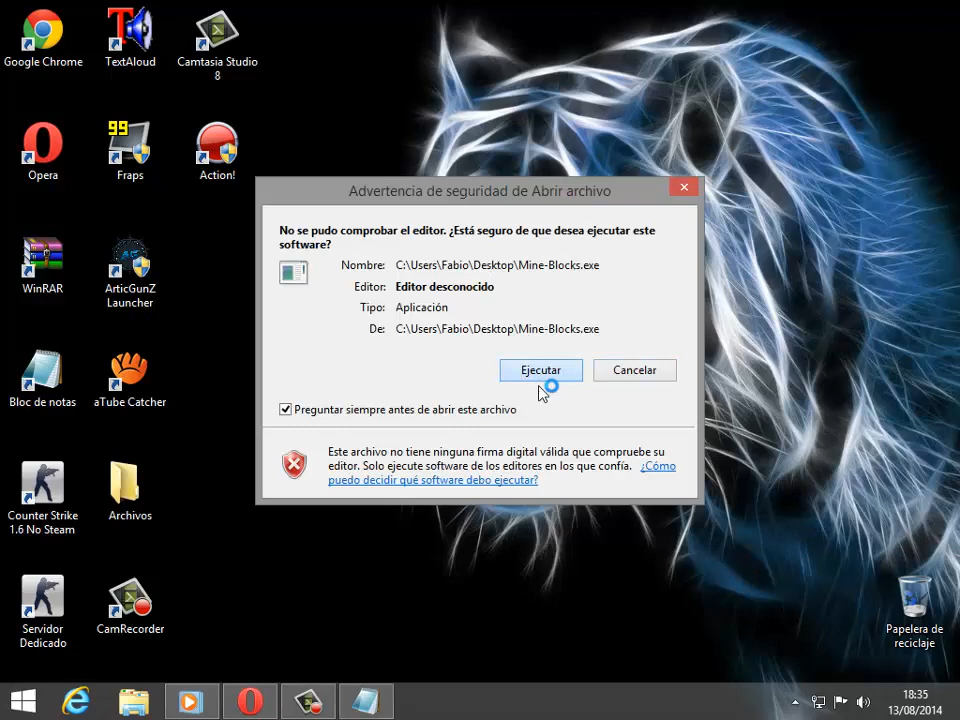 Google Chrome
TextAloud
Camtasia Studio
8
Opera
99
Fraps
Action!
WinRAR
ArticGunZ
Launcher
Bloc de notas
aTube Catcher
Counter Strike
1.6 No Steam
Archivos
Servidor
Dedicado
CamRecorder
Advertencia de seguridad de Abrir archivo
No se pudo comprobar el editor. ¿Está seguro de que desea ejecutar este
software?
Nombre: C:\Users\Fabio\Desktop\Mine-Blocks.exe
Editor: Editor desconocido
Tipo: Aplicación
De: C:\Users\Fabio\Desktop\Mine-Blocks.exe
Ejecutar Cancelar
Preguntar siempre antes de abrir este archivo
Este archivo no tiene ninguna firma digital válida que compruebe su
editor. Solo ejecute software de los editores en los que confía. ¿Cómo
puedo decidir qué software debo ejecutar?
Papelera de
reciclaje
18:35
13/08/2014